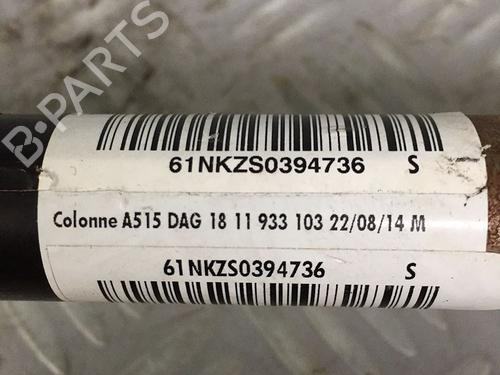 B-PARTS
61NKZS0394736 S
Colonne A515 DAG 18 11 933 103 22/08/14 M
61NKZS0394736 S